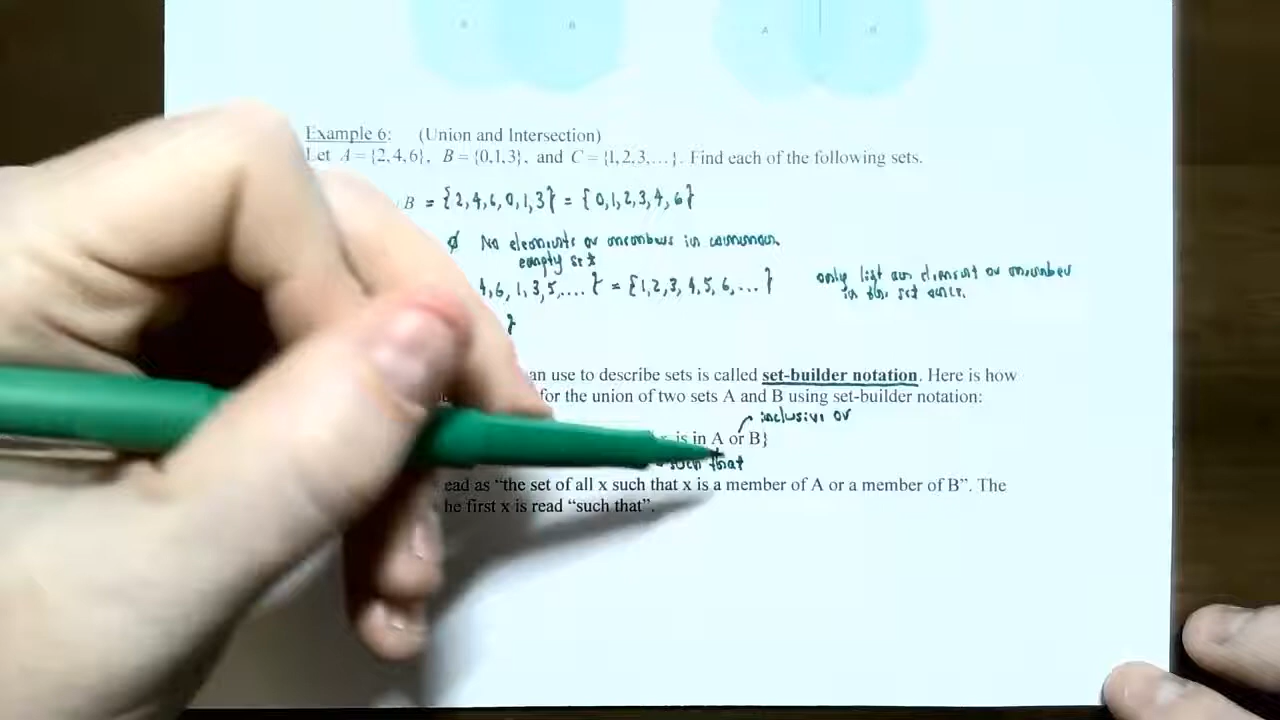 A B A B
Example 6: (Union and Intersection)
Let A = {2,4,6}, B = {0,1,3}, and C = {1,2,3,…}. Find each of the following sets.
B = {2,4,6,0,1,3} = {0,1,2,3,4,6}
∅ No elements or members in common.
empty set
4,6,1,3,5,....} = {1,2,3,4,5,6,...} only list an element or member
in the set once.
}
an use to describe sets is called set-builder notation. Here is how
for the union of two sets A and B using set-builder notation:
inclusive or
x is in A or B}
such that
ead as “the set of all x such that x is a member of A or a member of B”. The
he first x is read “such that”.